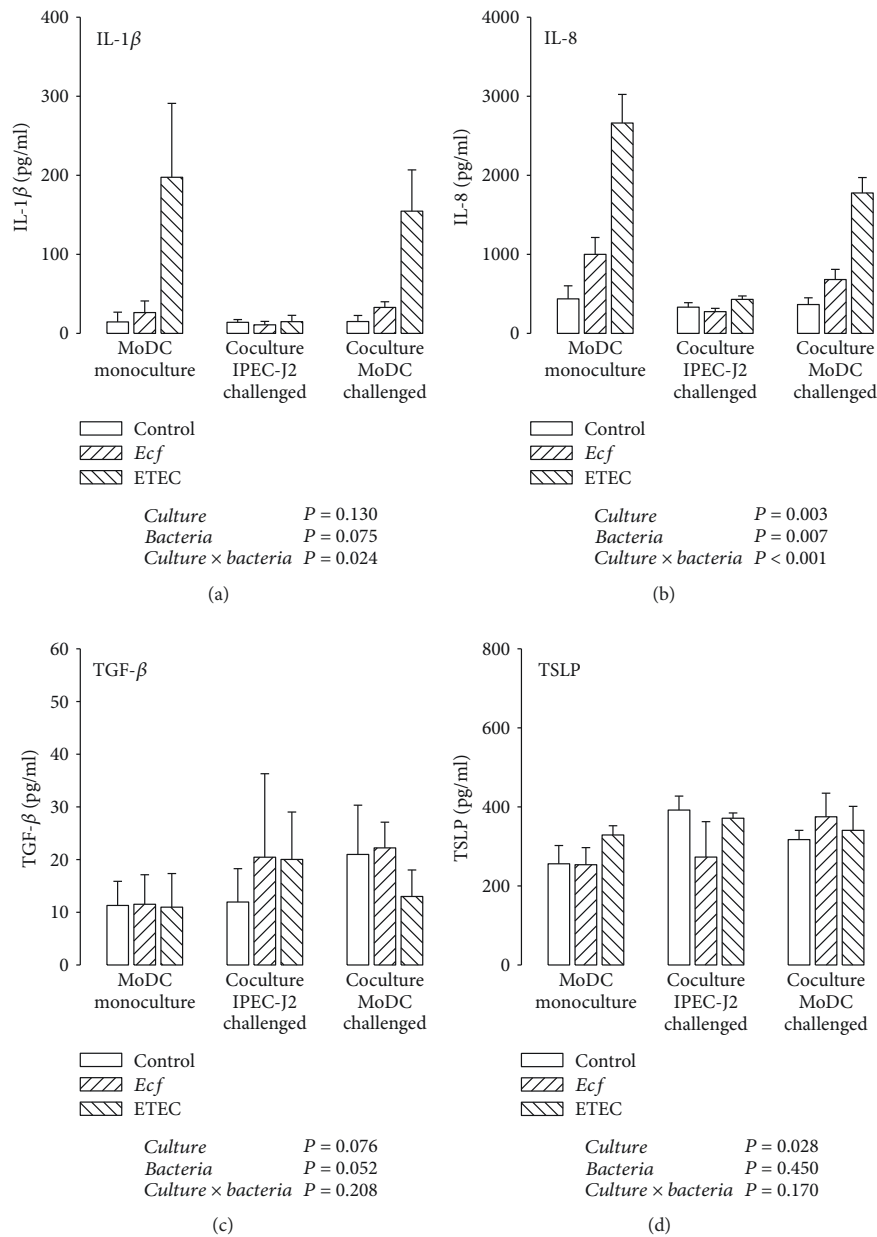 IL-1β
IL-1β (pg/ml)
400
300
200
100
0
MoDC monoculture
Coculture IPEC-J2 challenged
Coculture MoDC challenged
Control
Ecf
ETEC
Culture P = 0.130
Bacteria P = 0.075
Culture × bacteria P = 0.024
(a)
IL-8
IL-8 (pg/ml)
4000
3000
2000
1000
0
MoDC monoculture
Coculture IPEC-J2 challenged
Coculture MoDC challenged
Control
Ecf
ETEC
Culture P = 0.003
Bacteria P = 0.007
Culture × bacteria P < 0.001
(b)
TGF-β
TGF-β (pg/ml)
60
50
40
30
20
10
0
MoDC monoculture
Coculture IPEC-J2 challenged
Coculture MoDC challenged
Control
Ecf
ETEC
Culture P = 0.076
Bacteria P = 0.052
Culture × bacteria P = 0.208
(c)
TSLP
TSLP (pg/ml)
800
600
400
200
0
MoDC monoculture
Coculture IPEC-J2 challenged
Coculture MoDC challenged
Control
Ecf
ETEC
Culture P = 0.028
Bacteria P = 0.450
Culture × bacteria P = 0.170
(d)